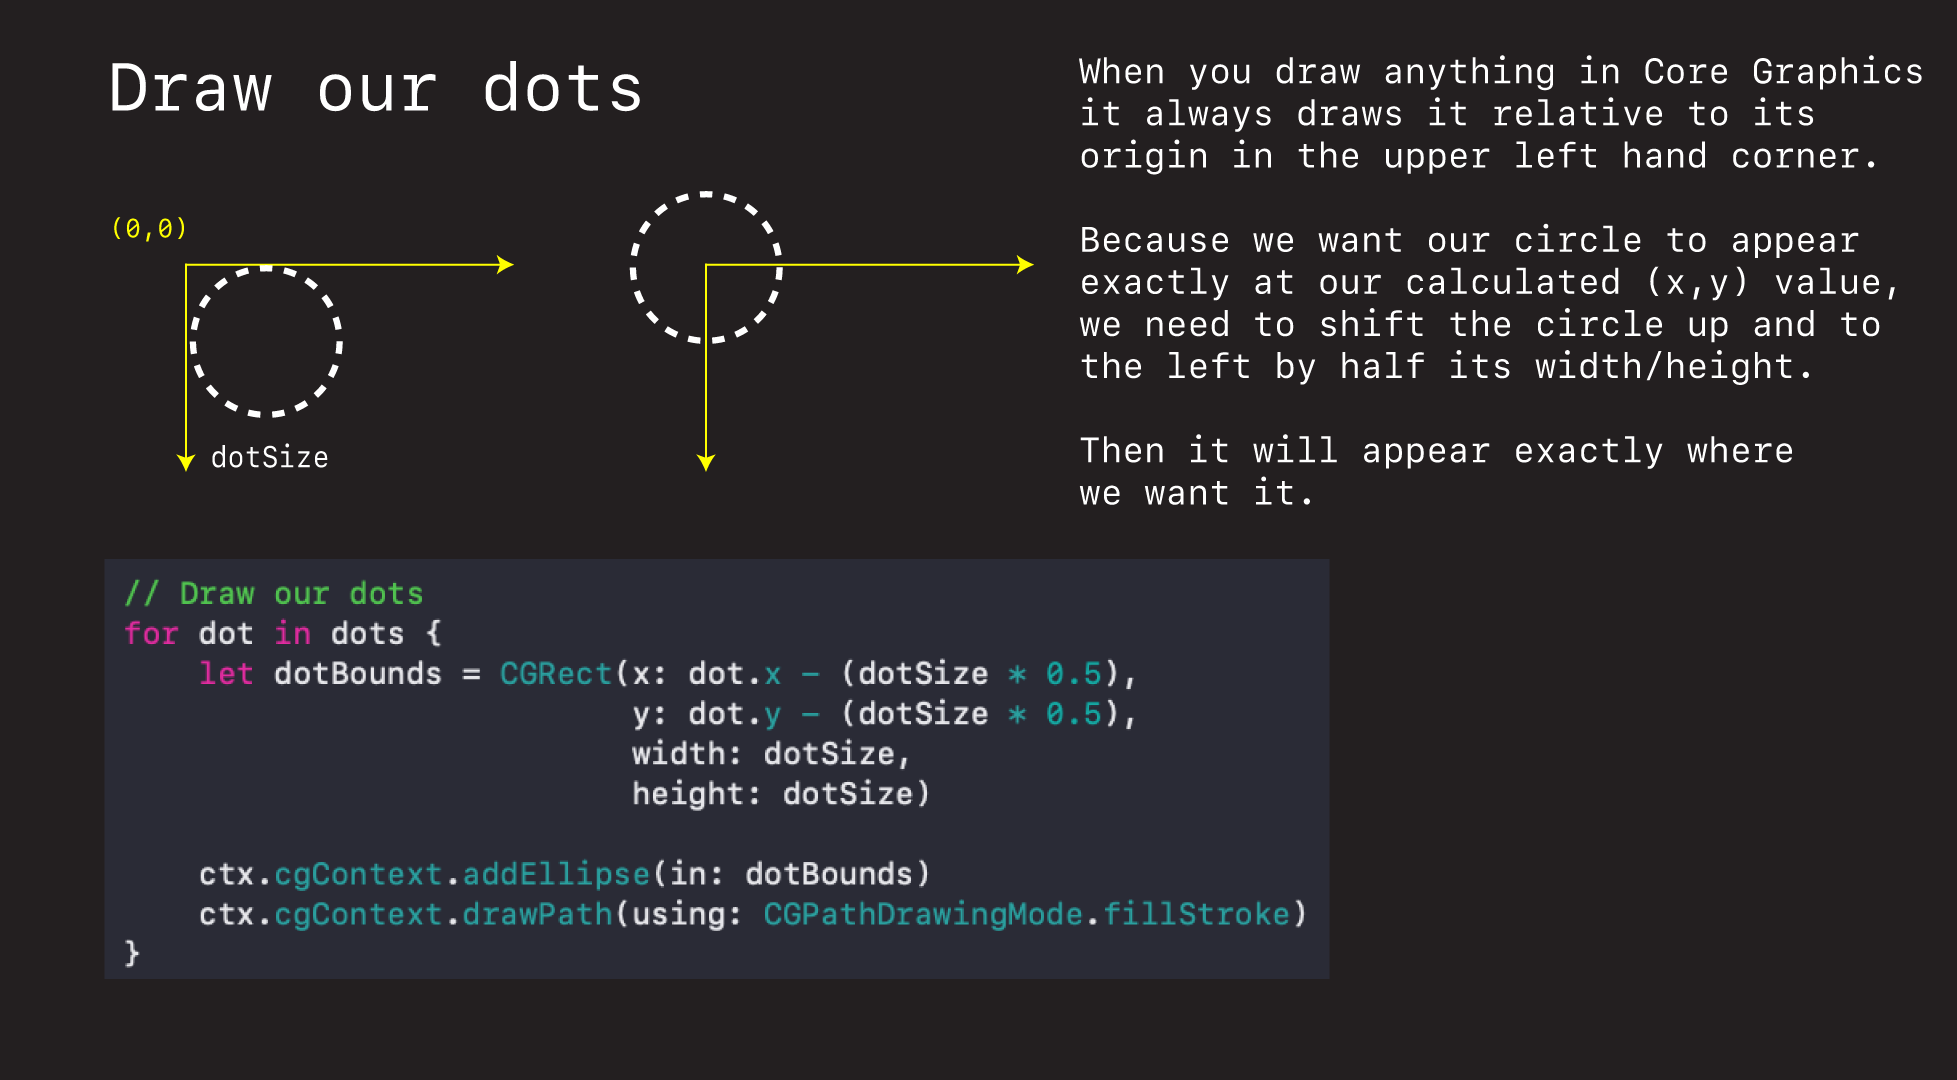 Draw our dots
(0,0)
dotSize
When you draw anything in Core Graphics
it always draws it relative to its
origin in the upper left hand corner.
Because we want our circle to appear
exactly at our calculated (x,y) value,
we need to shift the circle up and to
the left by half its width/height.
Then it will appear exactly where
we want it.
// Draw our dots
for dot in dots {
    let dotBounds = CGRect(x: dot.x - (dotSize * 0.5),
                           y: dot.y - (dotSize * 0.5),
                           width: dotSize,
                           height: dotSize)
    ctx.cgContext.addEllipse(in: dotBounds)
    ctx.cgContext.drawPath(using: CGPathDrawingMode.fillStroke)
}